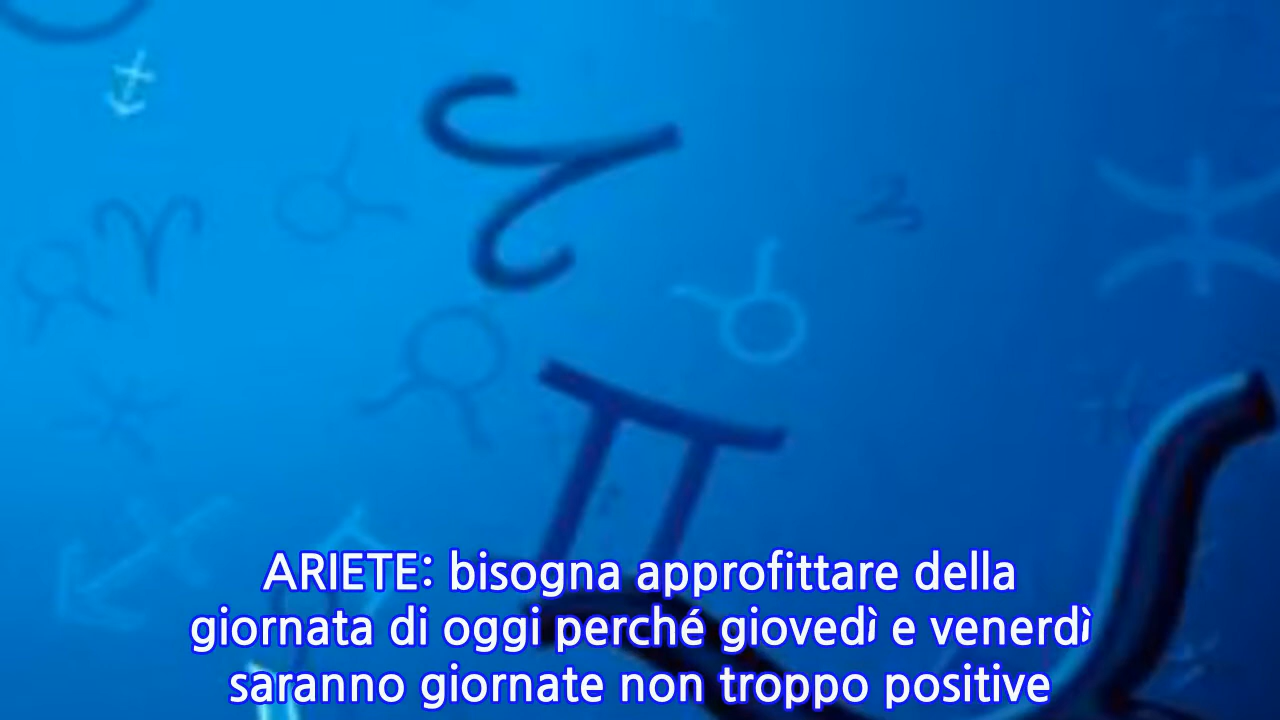 ARIETE: bisogna approfittare della
giornata di oggi perché giovedì e venerdì
saranno giornate non troppo positive